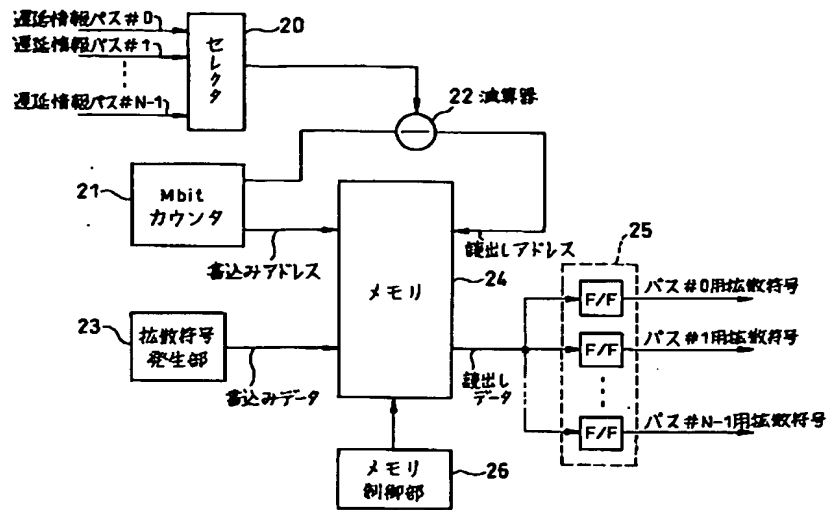 遅延情報パス#0
遅延情報パス#1
遅延情報パス#N-1
セレクタ
20
22 演算器
21
Mbit
カウンタ
書込みアドレス
読出しアドレス
メモリ
24
23
拡散符号
発生部
書込みデータ
読出し
データ
25
F/F
パス#0用拡散符号
F/F
パス#1用拡散符号
F/F
パス#N-1用拡散符号
メモリ
制御部
26